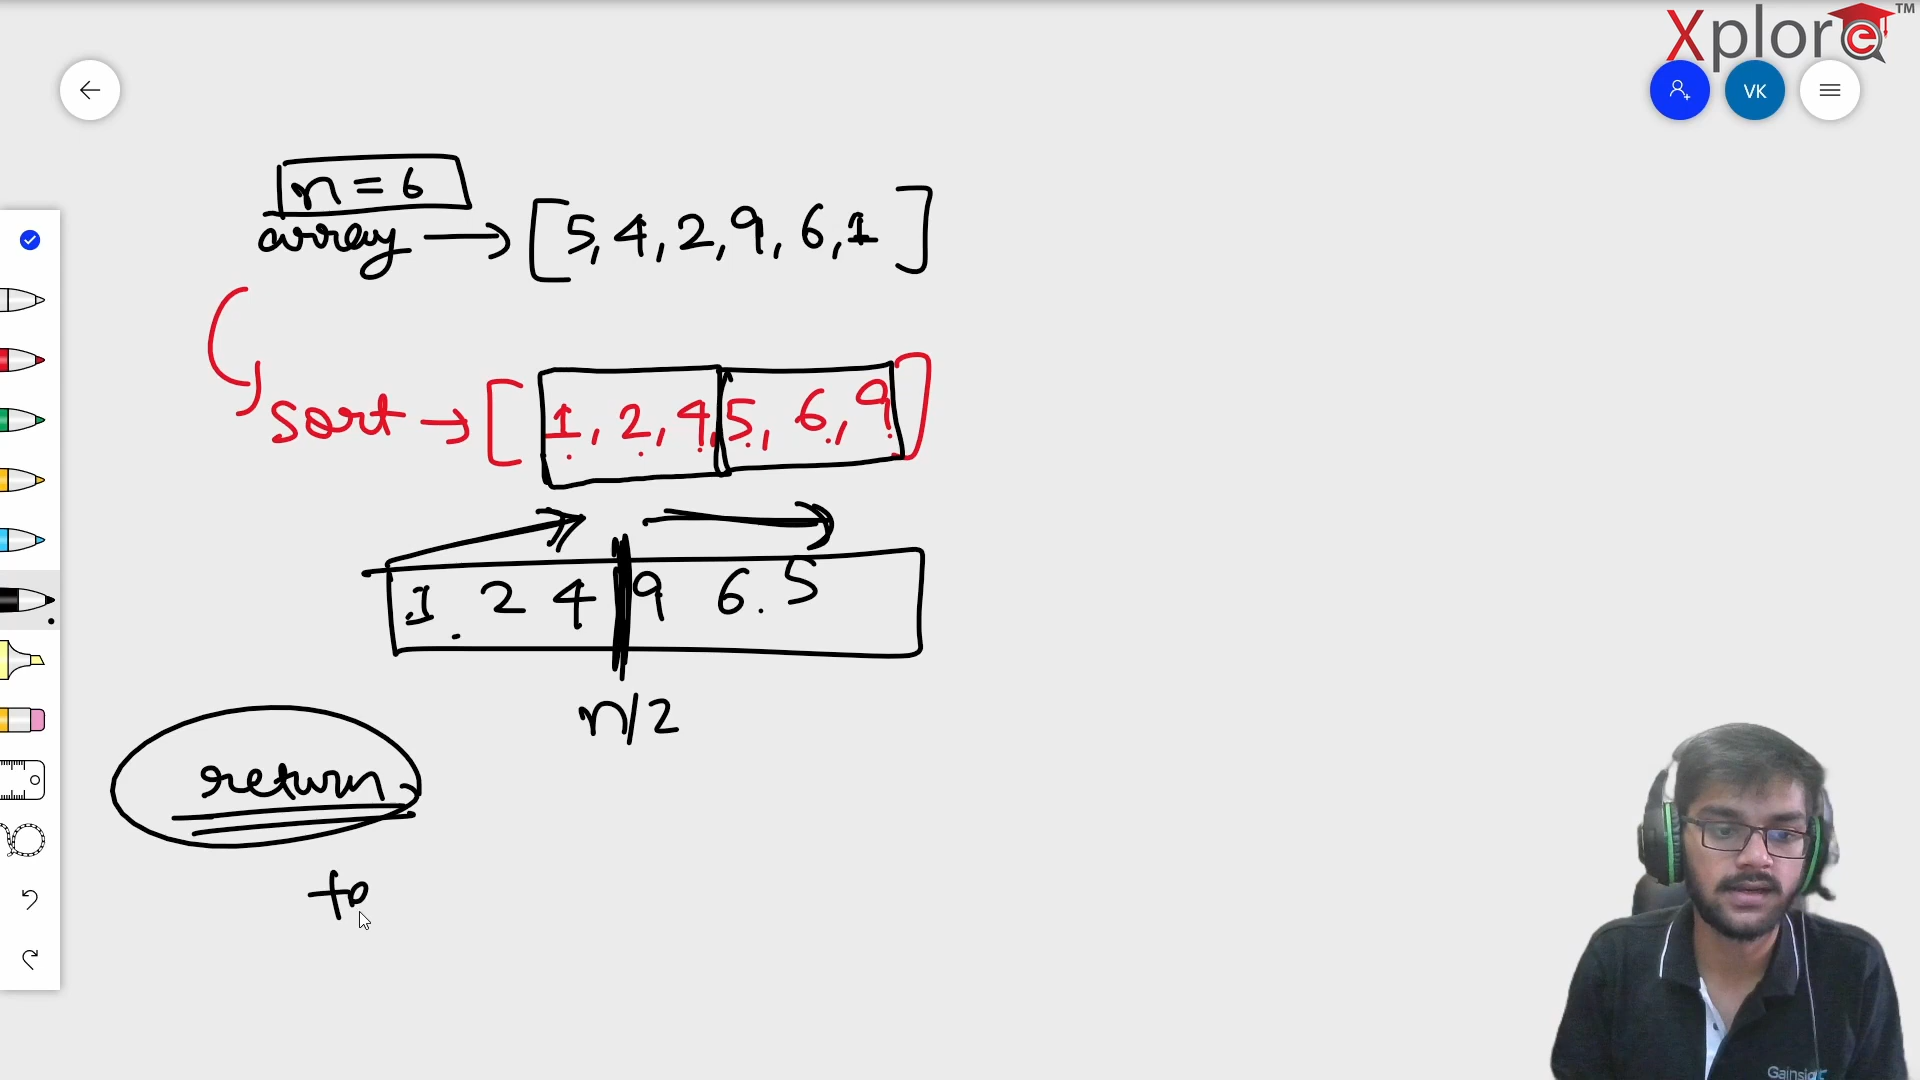 Xplore TM
VK
n = 6
array → [5, 4, 2, 9, 6, 1]
sort → [1, 2, 4, 5, 6, 9]
1 2 4 9 6 5
n/2
return
to